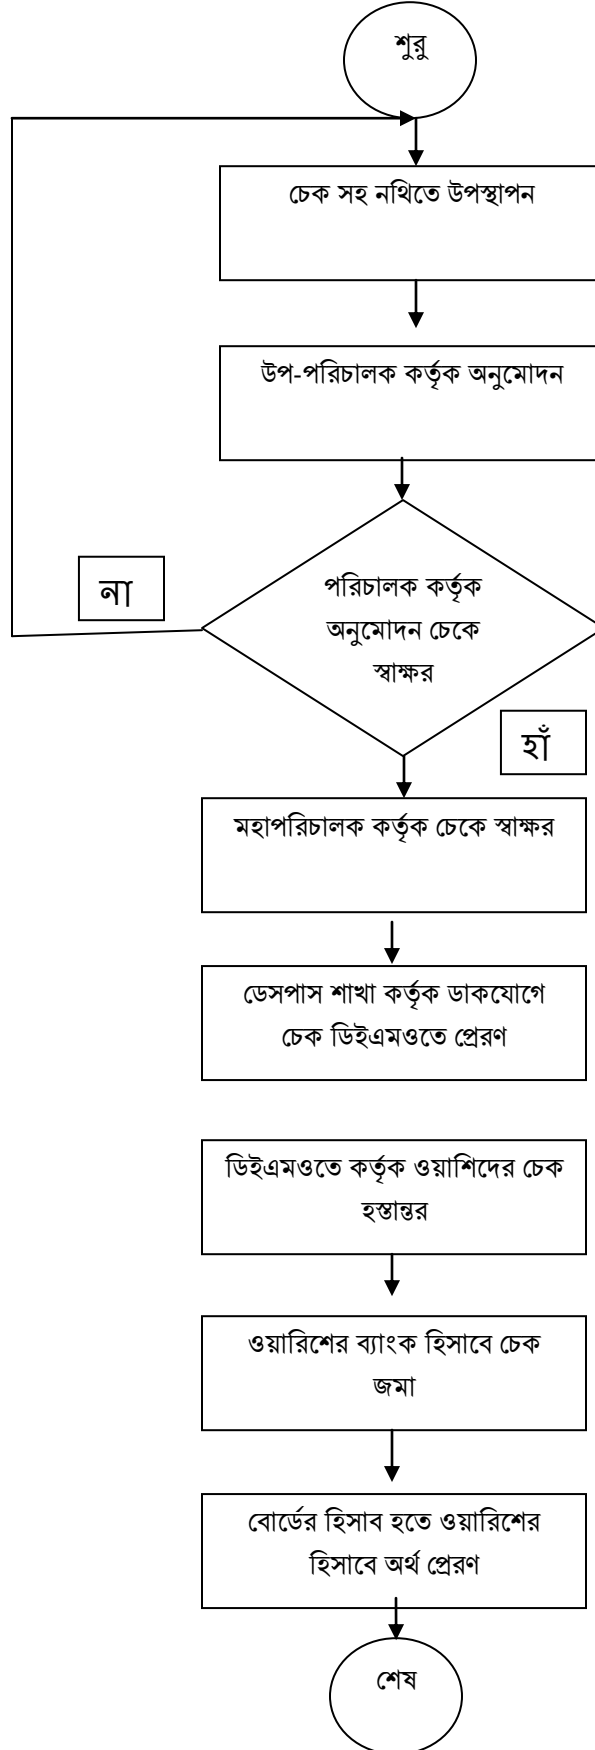 শুরু
চেক সহ নথিতে উপস্থাপন
উপ-পরিচালক কর্তৃক অনুমোদন
না
পরিচালক কর্তৃক
অনুমোদন চেকে
স্বাক্ষর
হাঁ
মহাপরিচালক কর্তৃক চেকে স্বাক্ষর
ডেসপাস শাখা কর্তৃক ডাকযোগে
চেক ডিইএমওতে প্রেরণ
ডিইএমওতে কর্তৃক ওয়াশিদের চেক
হস্তান্তর
ওয়ারিশের ব্যাংক হিসাবে চেক
জমা
বোর্ডের হিসাব হতে ওয়ারিশের
হিসাবে অর্থ প্রেরণ
শেষ